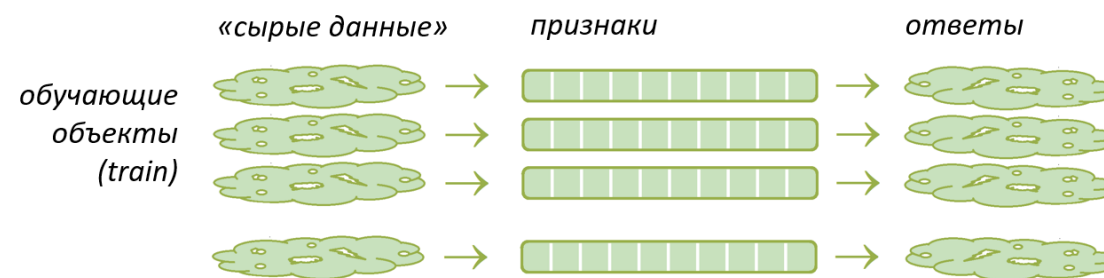 «сырые данные» признаки ответы
обучающие
объекты
(train)